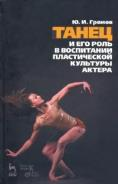 Ю. И. Громов
ТАНЕЦ
И ЕГО РОЛЬ
В ВОСПИТАНИИ
ПЛАСТИЧЕСКОЙ
КУЛЬТУРЫ
АКТЕРА